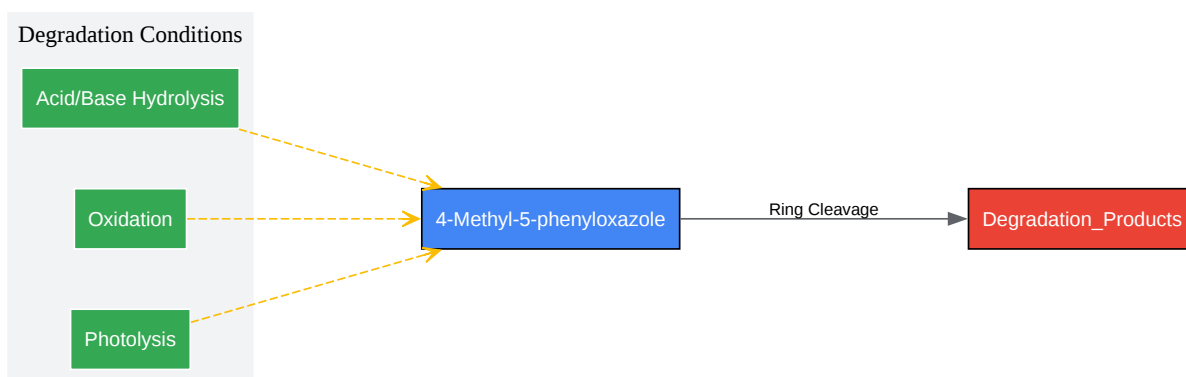 Degradation Conditions
Acid/Base Hydrolysis
Oxidation
4-Methyl-5-phenyloxazole
Ring Cleavage
Degradation_Products
Photolysis